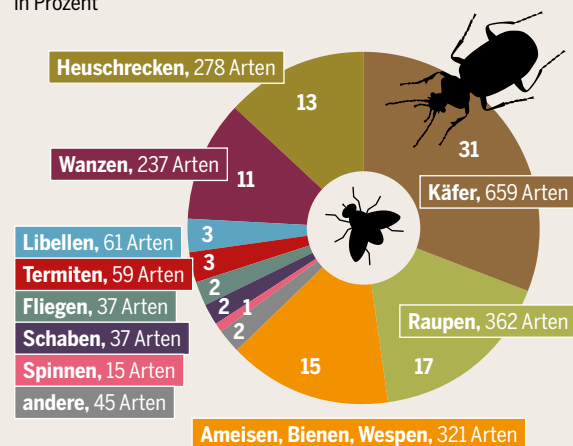 in Prozent
Heuschrecken, 278 Arten
13
31
Wanzen, 237 Arten
11
Käfer, 659 Arten
Libellen, 61 Arten
3
Termiten, 59 Arten
3
Fliegen, 37 Arten
2
Schaben, 37 Arten
2
Spinnen, 15 Arten
1
andere, 45 Arten
2
Raupen, 362 Arten
17
15
Ameisen, Bienen, Wespen, 321 Arten